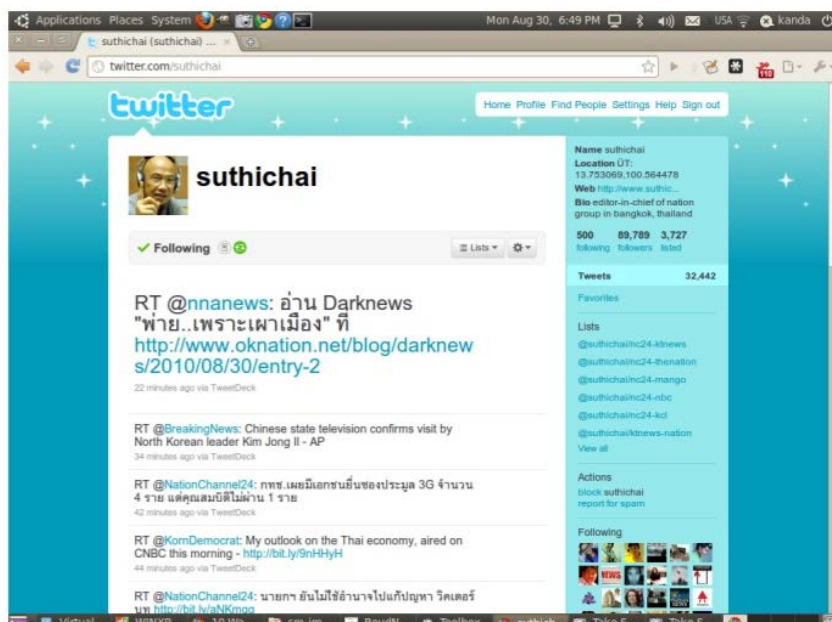 Applications Places System
Mon Aug 30, 6:49 PM
USA
kanda
suthichai (suthichai) ...
twitter.com/suthichai
110
twitter
Home Profile Find People Settings Help Sign out
suthichai
Following
Lists
RT @nnanews: อ่าน Darknews
"พ่าย..เพราะเผาเมือง" ที่
http://www.oknation.net/blog/darknew
s/2010/08/30/entry-2
22 minutes ago via TweetDeck
RT @BreakingNews: Chinese state television confirms visit by
North Korean leader Kim Jong Il - AP
34 minutes ago via TweetDeck
RT @NationChannel24: กทช.เผยมีเอกชนยื่นซองประมูล 3G จำนวน
4 ราย แต่คุณสมบัติไม่ผ่าน 1 ราย
42 minutes ago via TweetDeck
RT @KornDemocrat: My outlook on the Thai economy, aired on
CNBC this morning - http://bit.ly/9nHHyH
44 minutes ago via TweetDeck
RT @NationChannel24: นายกฯ ยันไม่ใช้อำนาจไปแก้ปัญหา วิคเตอร์
บูท http://bit.ly/aNKmqq
Name suthichai
Location ÜT:
13.753069,100.564478
Web http://www.suthic...
Bio editor-in-chief of nation
group in bangkok, thailand
500 89,789 3,727
following followers listed
Tweets 32,442
Favorites
Lists
@suthichai/nc24-ktnews
@suthichai/nc24-thenation
@suthichai/nc24-mango
@suthichai/nc24-nbc
@suthichai/nc24-kcl
@suthichai/ktnews-nation
View all
Actions
block suthichai
report for spam
Following
NEWS